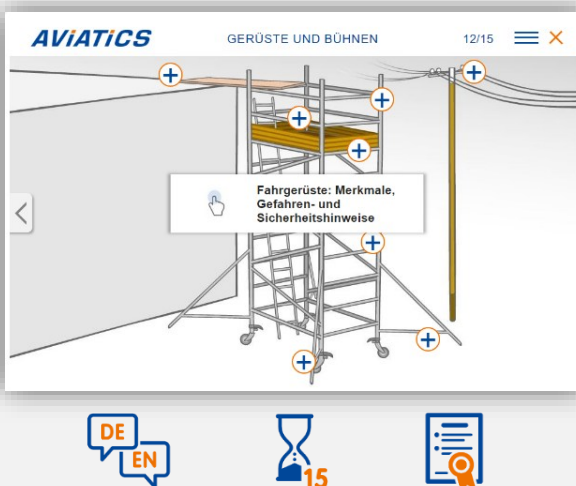 AViATiCS
GERÜSTE UND BÜHNEN
12/15
Fahrgerüste: Merkmale,
Gefahren- und
Sicherheitshinweise
DE
EN
15